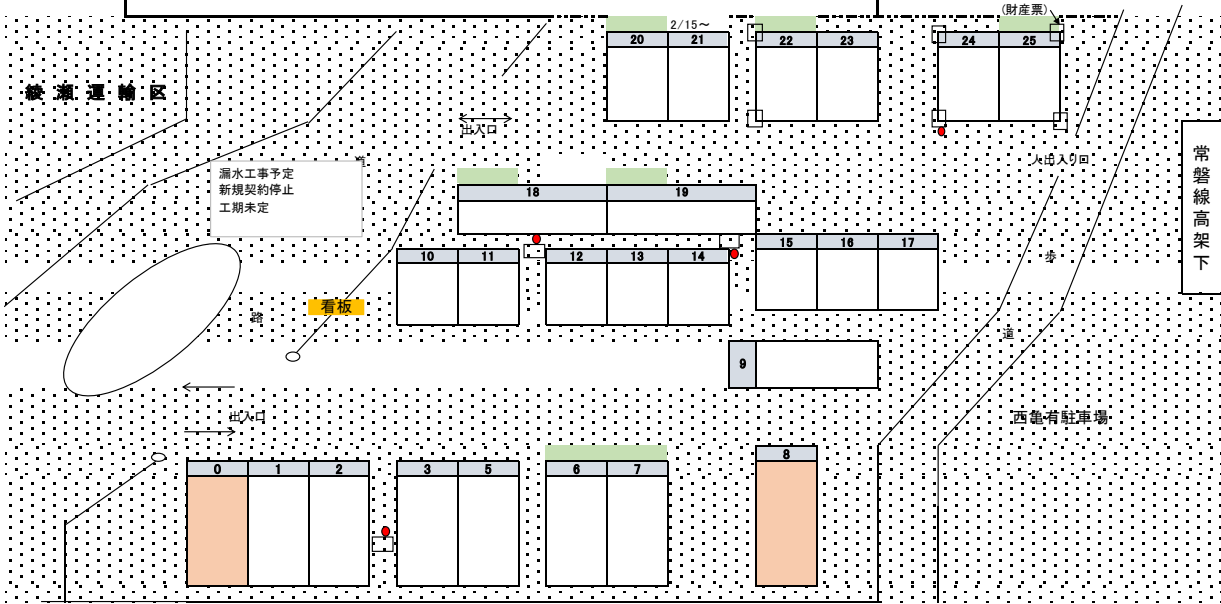 (財産票)
2/15～
20 21 22 23 24 25
綾瀬運輸区
出入口
道
人出入り口
漏水工事予定
新規契約停止
工期未定
常磐線高架下
18 19
15 16 17
10 11 12 13 14
歩
看板
路
道
9
出入口
西亀有駐車場
8
0 1 2 3 5 6 7